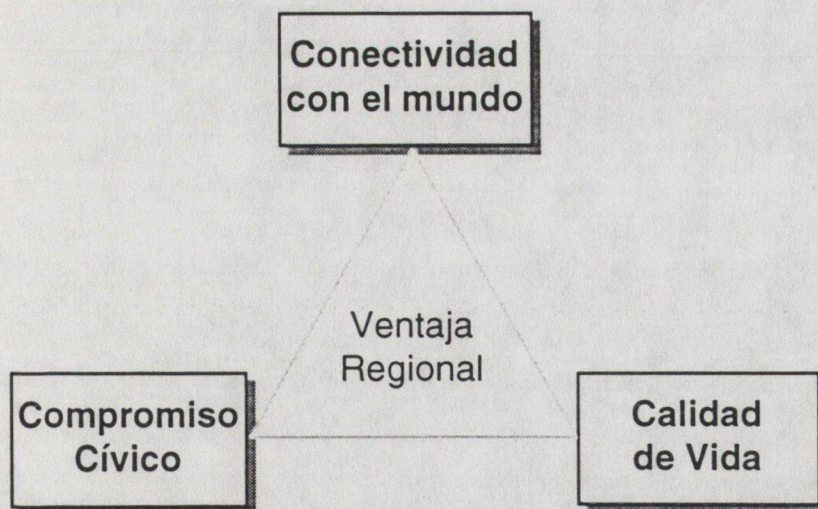 Conectividad
con el mundo
Ventaja
Regional
Compromiso
Cívico
Calidad
de Vida